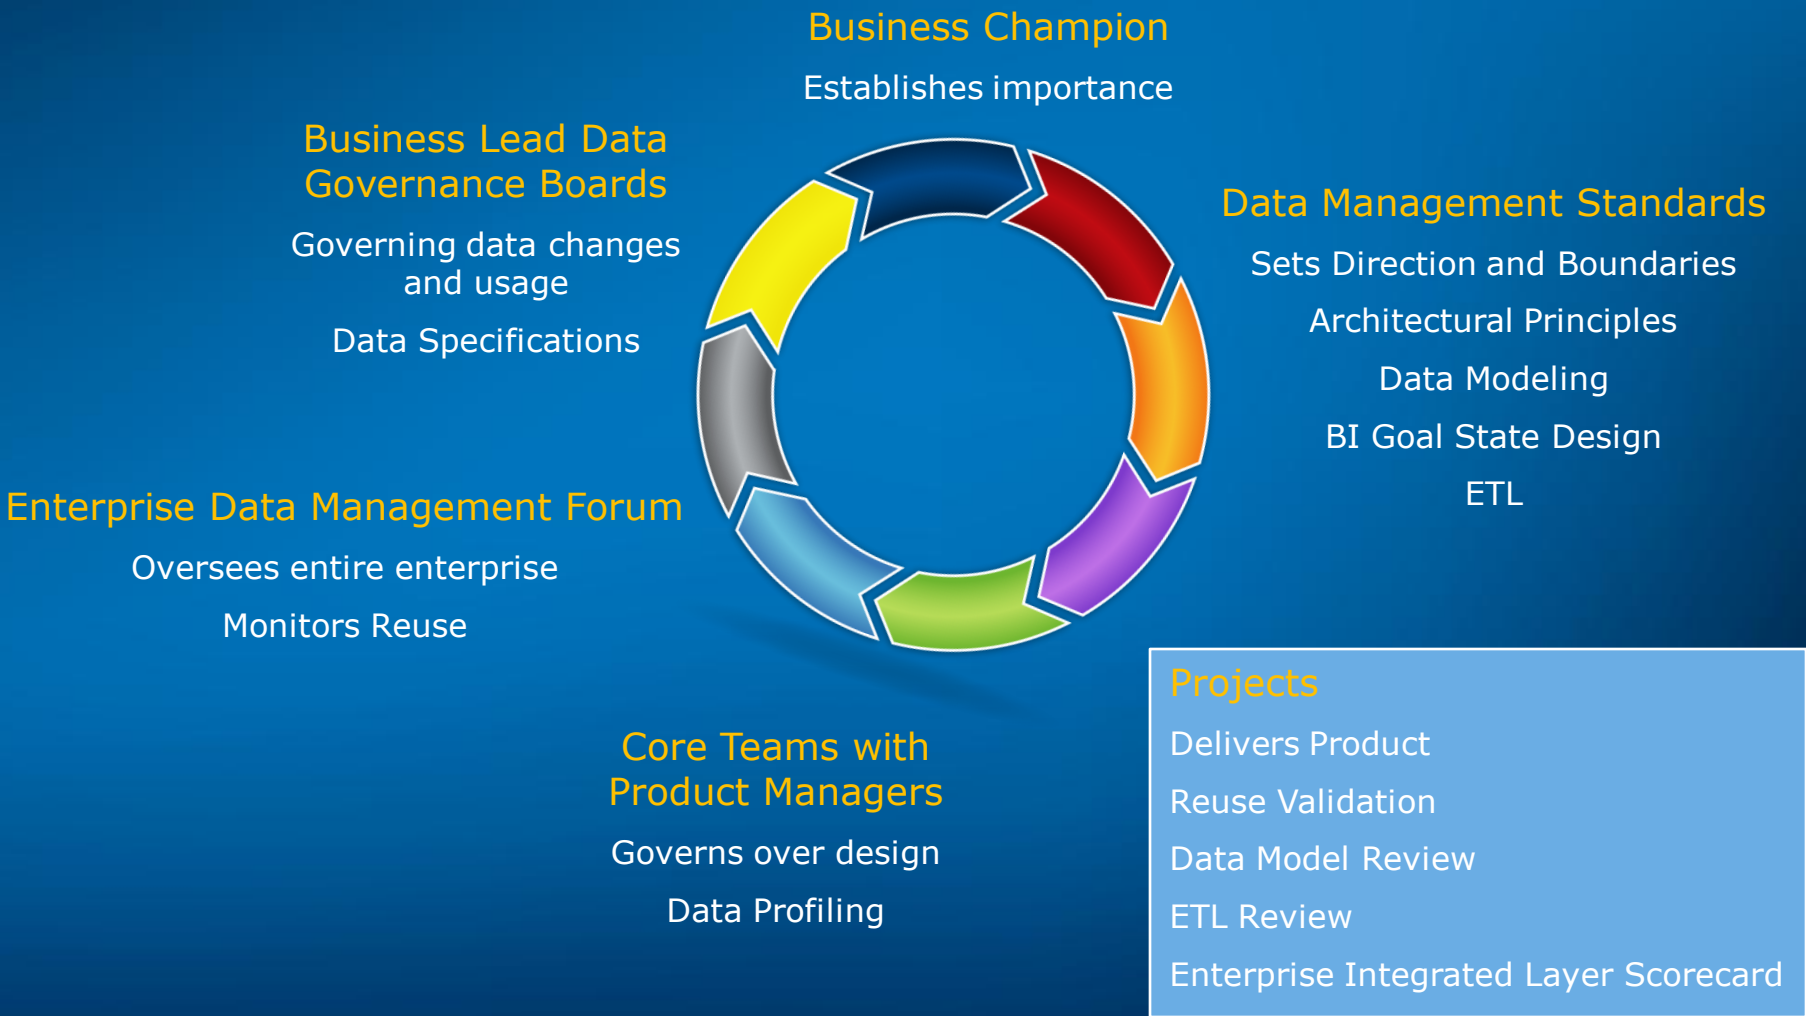 Business Champion
Establishes importance
Business Lead Data
Governance Boards
Governing data changes
and usage
Data Specifications
Data Management Standards
Sets Direction and Boundaries
Architectural Principles
Data Modeling
BI Goal State Design
ETL
Enterprise Data Management Forum
Oversees entire enterprise
Monitors Reuse
Core Teams with
Product Managers
Governs over design
Data Profiling
Projects
Delivers Product
Reuse Validation
Data Model Review
ETL Review
Enterprise Integrated Layer Scorecard